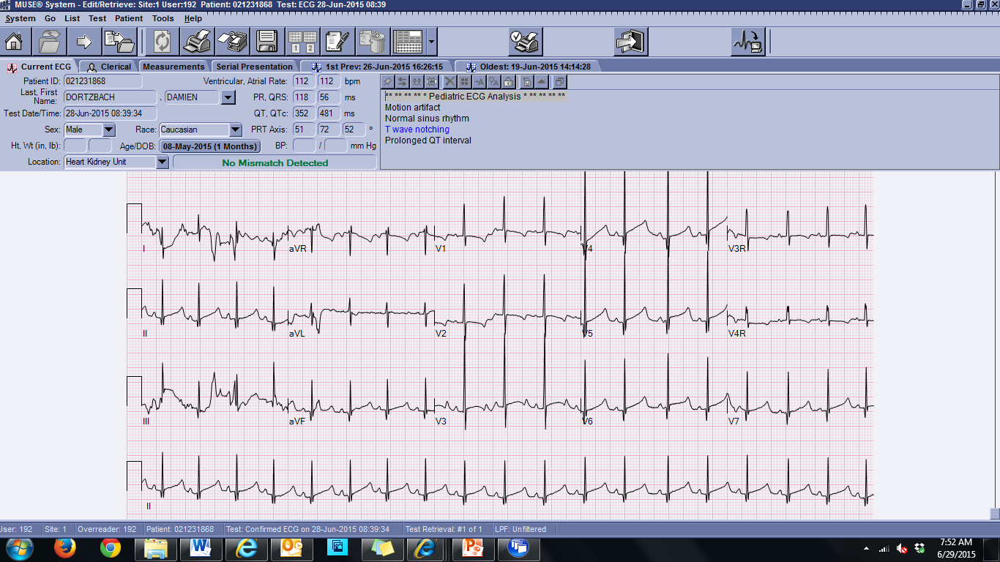 MUSE® System - Edit/Retrieve: Site:1 User:192 Patient: 021231868 Test: ECG 28-Jun-2015 08:39
System Go List Test Patient Tools Help
1 2
Current ECG Clerical Measurements Serial Presentation 1st Prev: 26-Jun-2015 16:26:15 Oldest: 19-Jun-2015 14:14:28
Patient ID: 021231868 Ventricular, Atrial Rate: 112 112 bpm
Last, First Name: DORTZBACH , DAMIEN PR, QRS: 118 56 ms
Test Date/Time: 28-Jun-2015 08:39:34 QT, QTc: 352 481 ms
Sex: Male Race: Caucasian PRT Axis: 51 72 52 °
Ht, Wt (in, lb): Age/DOB: 08-May-2015 (1 Months) BP: / mm Hg
Location: Heart Kidney Unit No Mismatch Detected
** ** ** ** * Pediatric ECG Analysis * ** ** ** **
Motion artifact
Normal sinus rhythm
T wave notching
Prolonged QT interval
I aVR V1 V4 V3R
II aVL V2 V5 V4R
III aVF V3 V6 V7
II
User: 192 Site: 1 Overreader: 192 Patient: 021231868 Test: Confirmed ECG on 28-Jun-2015 08:39:34 Test Retrieval: #1 of 1 LPF: Unfiltered
7:52 AM
6/29/2015